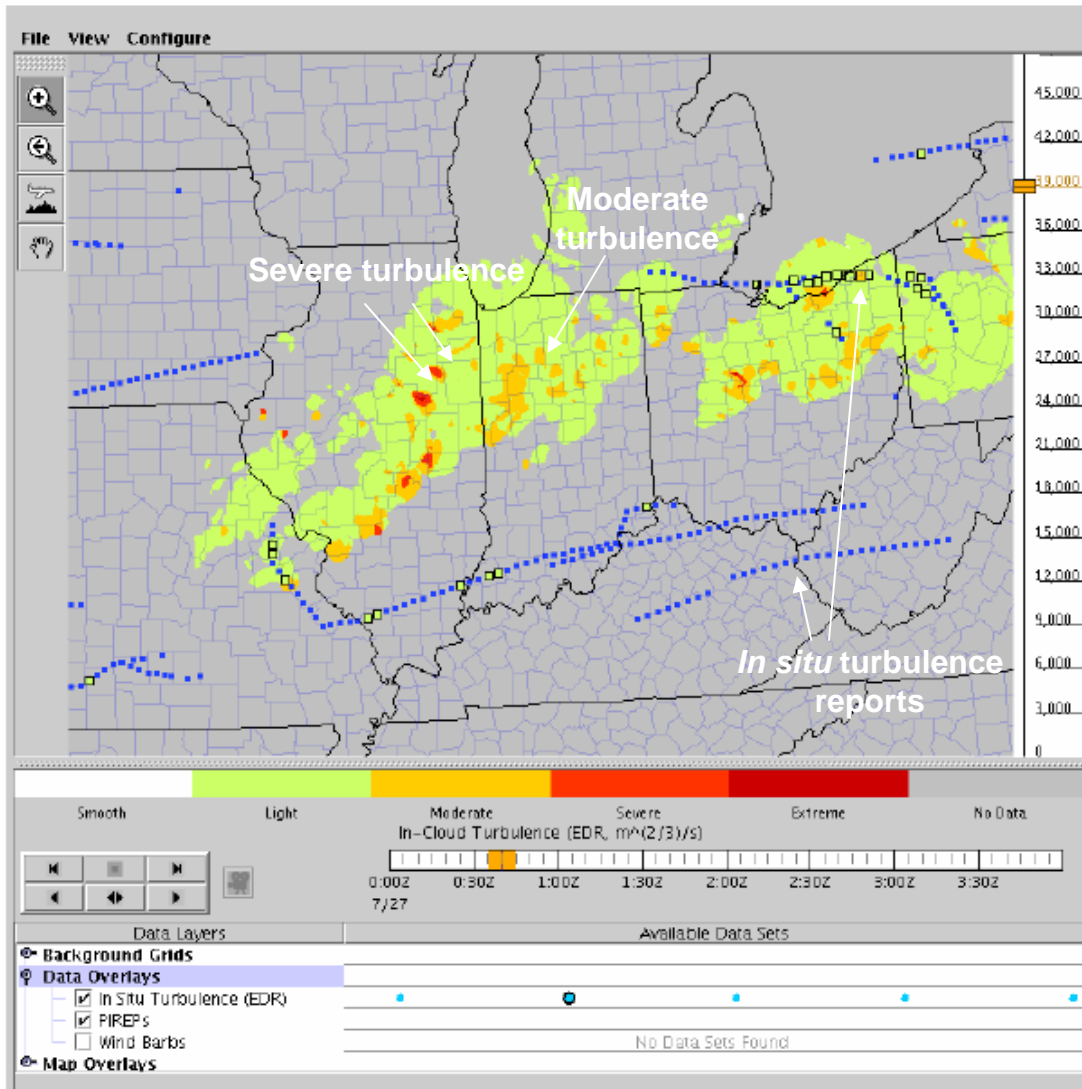 File View Configure
45,000
42,000
39,000
Moderate
turbulence
36,000
Severe turbulence
33,000
30,000
27,000
24,000
21,000
18,000
15,000
12,000
9,000
In situ turbulence
reports
6,000
3,000
0
Smooth Light Moderate Severe Extreme No Data
In-Cloud Turbulence (EDR, m^(2/3)/s)
0:00Z 0:30Z 1:00Z 1:30Z 2:00Z 2:30Z 3:00Z 3:30Z
7/27
Data Layers Available Data Sets
Background Grids
Data Overlays
In Situ Turbulence (EDR)
PIREPs
Wind Barbs No Data Sets Found
Map Overlays